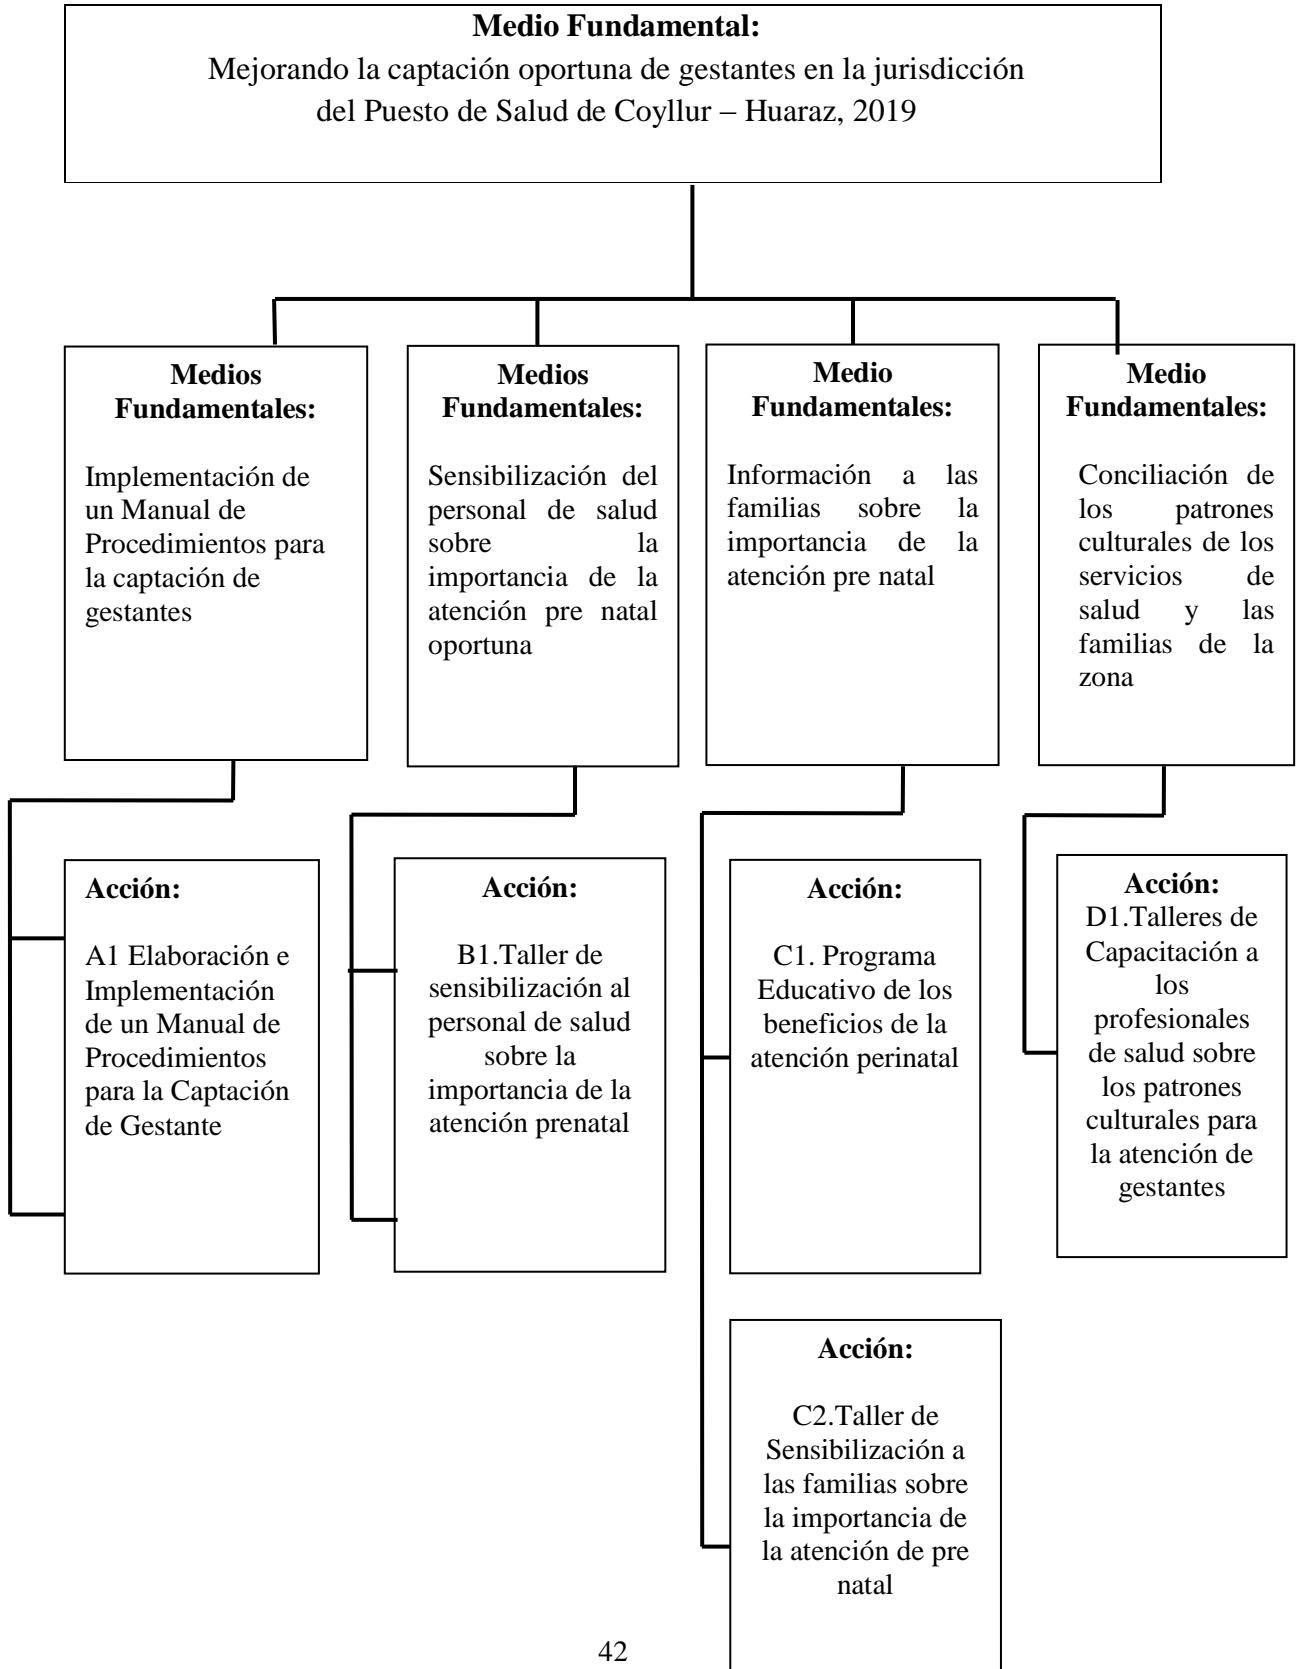 Medio Fundamental:
Mejorando la captación oportuna de gestantes en la jurisdicción
del Puesto de Salud de Coyllur – Huaraz, 2019
Medios
Fundamentales:
Implementación de
un Manual de
Procedimientos para
la captación de
gestantes
Medios
Fundamentales:
Sensibilización del
personal de salud
sobre la
importancia de la
atención pre natal
oportuna
Medio
Fundamentales:
Información a las
familias sobre la
importancia de la
atención pre natal
Medio
Fundamentales:
Conciliación de
los patrones
culturales de los
servicios de
salud y las
familias de la
zona
Acción:
A1 Elaboración e
Implementación
de un Manual de
Procedimientos
para la Captación
de Gestante
Acción:
B1.Taller de
sensibilización al
personal de salud
sobre la
importancia de la
atención prenatal
Acción:
C1. Programa
Educativo de los
beneficios de la
atención perinatal
Acción:
D1.Talleres de
Capacitación a
los
profesionales
de salud sobre
los patrones
culturales para
la atención de
gestantes
Acción:
C2.Taller de
Sensibilización a
las familias sobre
la importancia de
la atención de pre
natal
42